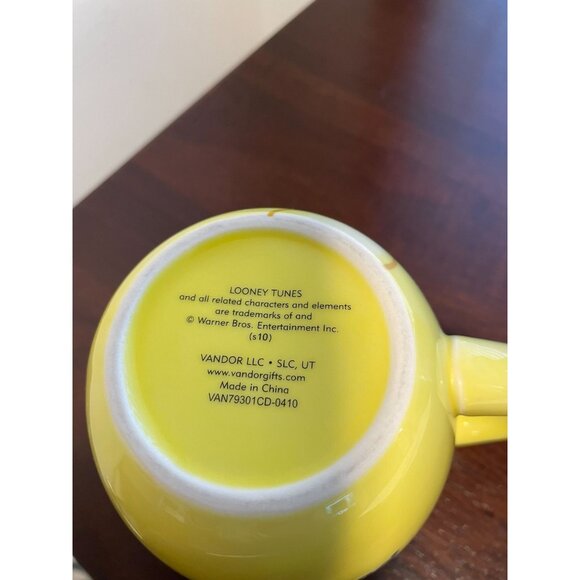 LOONEY TUNES
and all related characters and elements
are trademarks of and
© Warner Bros. Entertainment Inc.
(s10)
VANDOR LLC • SLC, UT
www.vandorgifts.com
Made in China
VAN79301CD-0410